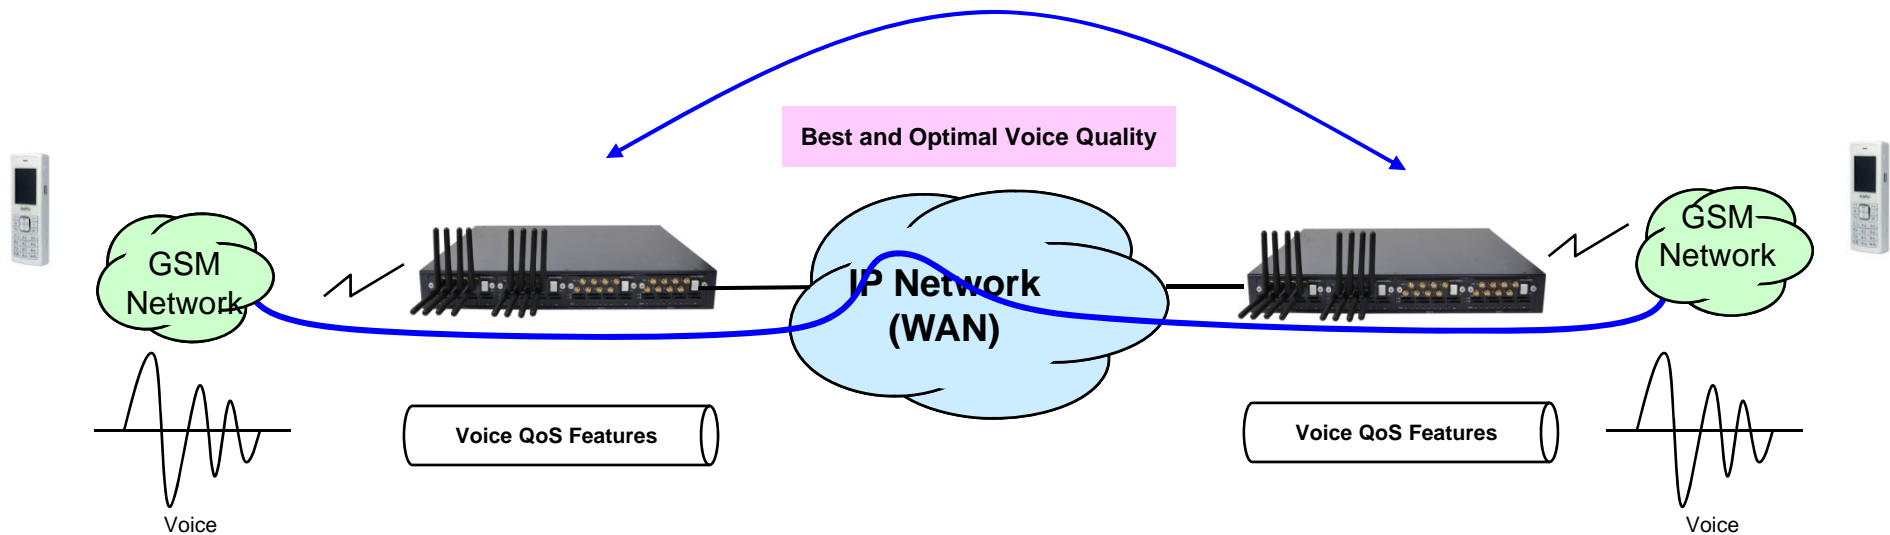 Best and Optimal Voice Quality
GSM
Network
IP Network
(WAN)
GSM
Network
Voice QoS Features
Voice QoS Features
Voice
Voice